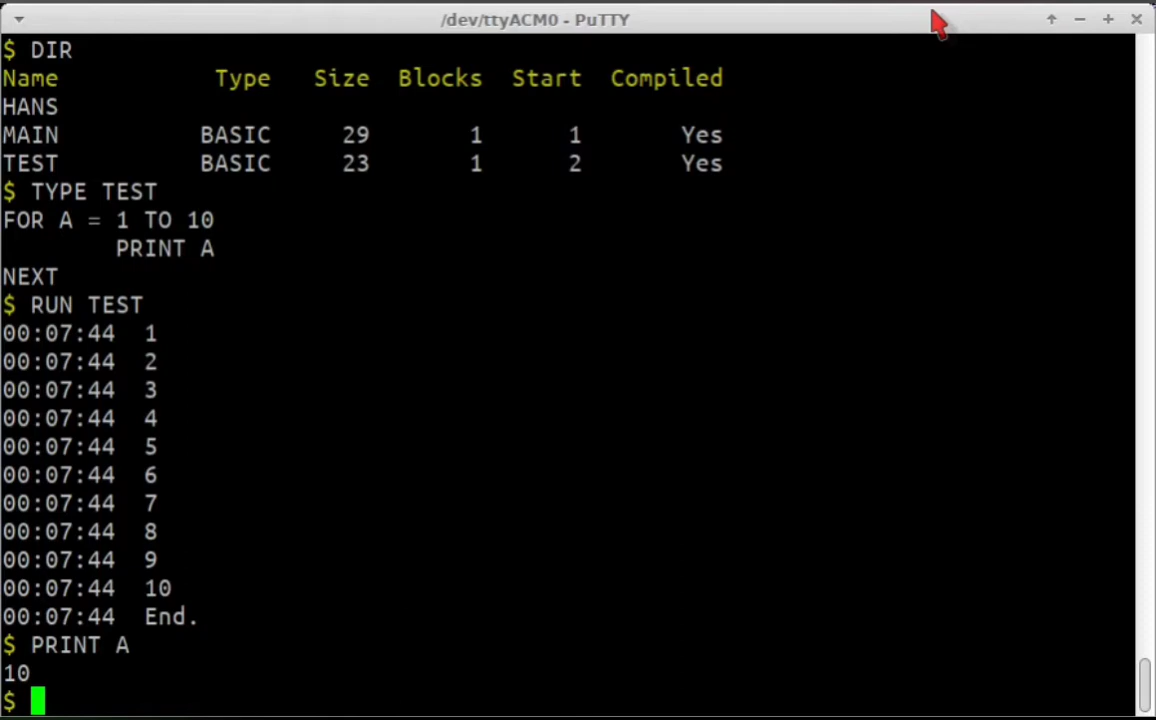 /dev/ttyACM0 - PuTTY
$ DIR
Name Type Size Blocks Start Compiled
HANS
MAIN BASIC 29 1 1 Yes
TEST BASIC 23 1 2 Yes
$ TYPE TEST
FOR A = 1 TO 10
PRINT A
NEXT
$ RUN TEST
00:07:44 1
00:07:44 2
00:07:44 3
00:07:44 4
00:07:44 5
00:07:44 6
00:07:44 7
00:07:44 8
00:07:44 9
00:07:44 10
00:07:44 End.
$ PRINT A
10
$